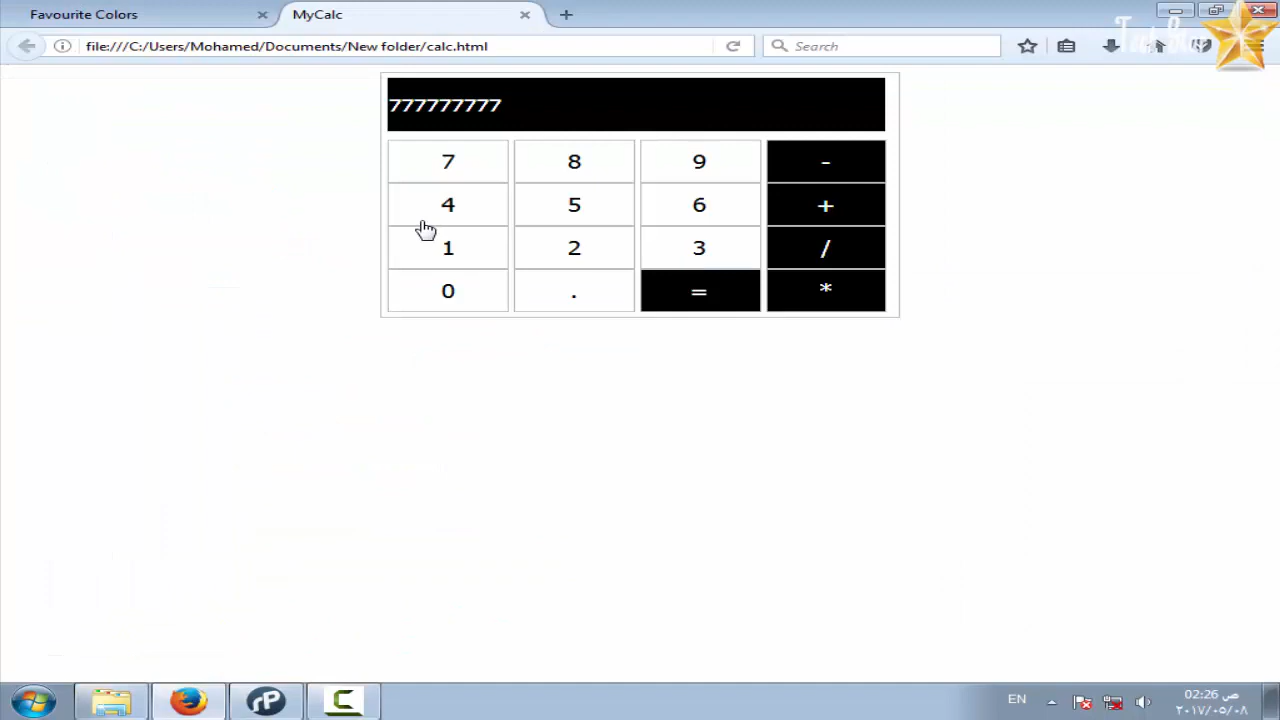 Favourite Colors
MyCalc
file:///C:/Users/Mohamed/Documents/New folder/calc.html
Search
777777777
7 8 9 -
4 5 6 +
1 2 3 /
0 . = *
EN
02:26 ص
٢٠١٧/٠٥/٠٨